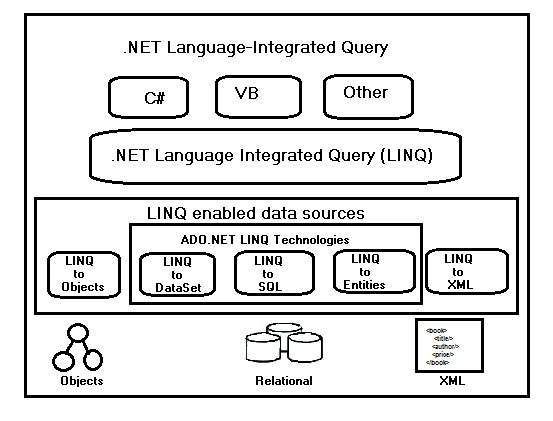 .NET Language-Integrated Query
C#
VB
Other
.NET Language Integrated Query (LINQ)
LINQ enabled data sources
ADO.NET LINQ Technologies
LINQ
to
Objects
LINQ
to
DataSet
LINQ
to
SQL
LINQ
to
Entities
LINQ
to
XML
<book>
<title/>
<author/>
<price/>
</book>
Objects
Relational
XML